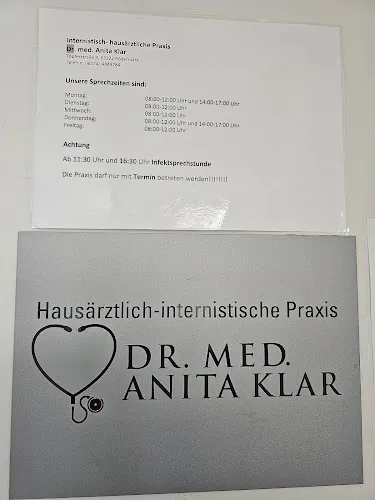 Internistisch- hausärztliche Praxis
Dr. med. Anita Klar
Unsere Sprechzeiten sind:
Montag: 08:00-12:00 Uhr und 14:00-17:00 Uhr
Dienstag: 08:00-12:00 Uhr
Mittwoch: 08:00-12:00 Uhr
Donnerstag: 08:00-12:00 Uhr und 14:00-17:00 Uhr
Freitag: 08:00-12:00 Uhr
Achtung
Ab 11:30 Uhr und 16:30 Uhr Infektsprechstunde
Die Praxis darf nur mit Termin betreten werden!!!!!!!!
Hausärztlich-internistische Praxis
DR. MED.
ANITA KLAR